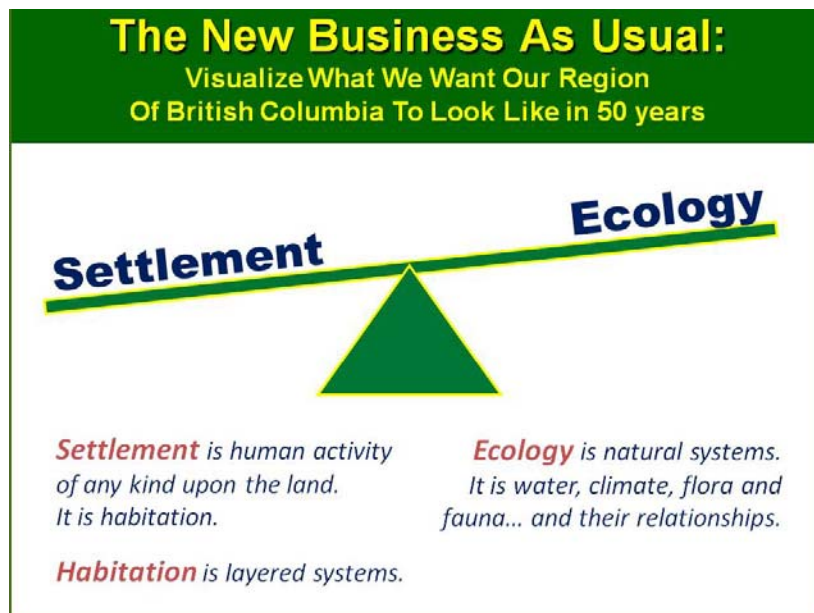 The New Business As Usual:
Visualize What We Want Our Region
Of British Columbia To Look Like in 50 years
Settlement
Ecology
Settlement is human activity
of any kind upon the land.
It is habitation.
Habitation is layered systems.
Ecology is natural systems.
It is water, climate, flora and
fauna... and their relationships.